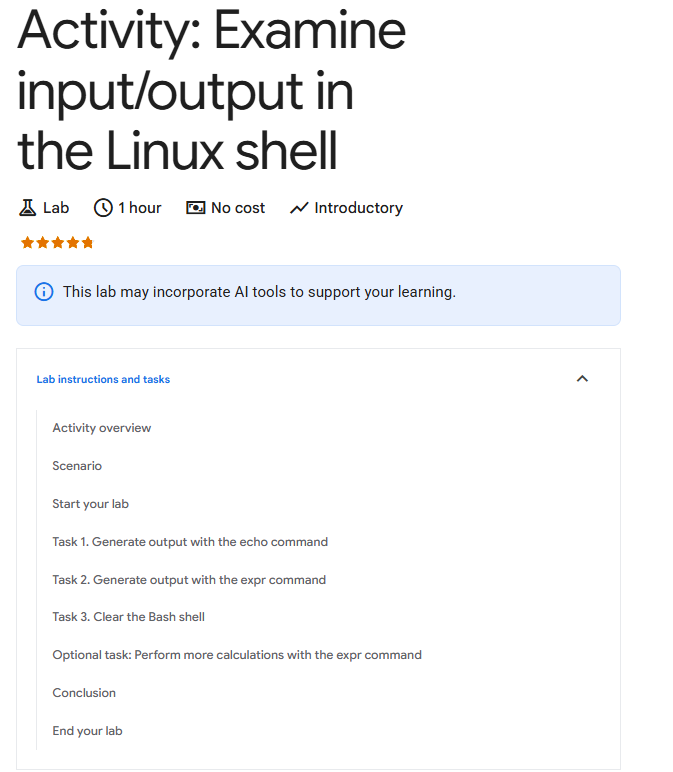 Activity: Examine
input/output in
the Linux shell
Lab 1 hour No cost Introductory
This lab may incorporate AI tools to support your learning.
Lab instructions and tasks
Activity overview
Scenario
Start your lab
Task 1. Generate output with the echo command
Task 2. Generate output with the expr command
Task 3. Clear the Bash shell
Optional task: Perform more calculations with the expr command
Conclusion
End your lab